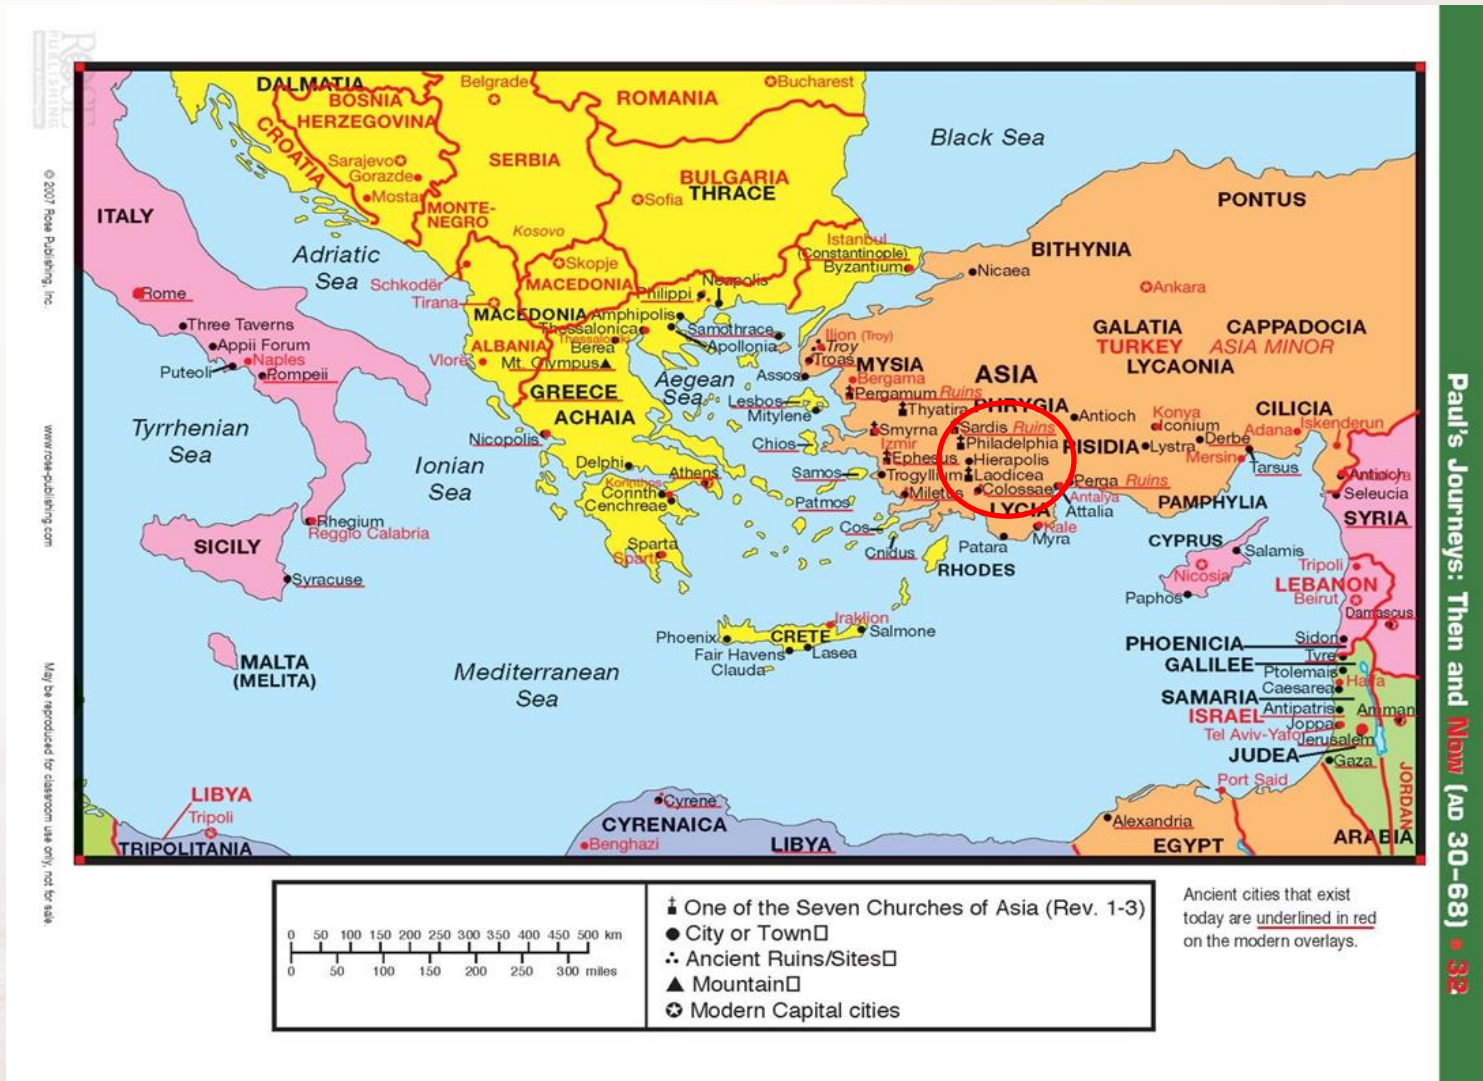 ROSE
PUBLISHING
© 2007 Rose Publishing, Inc.
www.rose-publishing.com
May be reproduced for classroom use only, not for sale.
DALMATIA
BOSNIA
HERZEGOVINA
CROATIA
Sarajevo
Gorazde
Mostar
Belgrade
SERBIA
ROMANIA
Bucharest
BULGARIA
THRACE
Sofia
MONTE-
NEGRO
Kosovo
Skopje
MACEDONIA
Schkodër
Tirana
ALBANIA
Vlorë
Black Sea
PONTUS
BITHYNIA
Istanbul
(Constantinople)
Byzantium
Nicaea
Ankara
ITALY
Adriatic
Sea
Rome
Three Taverns
Appii Forum
Naples
Puteoli
Pompeii
Tyrrhenian
Sea
Ionian
Sea
Neapolis
Philippi
MACEDONIA
Amphipolis
Thessalonica
Thessaloniki
Berea
Mt. Olympus
Samothrace
Apollonia
GREECE
ACHAIA
Nicopolis
Delphi
Athens
Korinthos
Corinth
Cenchreae
Sparta
Sparti
Aegean
Sea
Ilion (Troy)
Troy
Troas
MYSIA
Assos
Bergama
Pergamum Ruins
Lesbos
Mitylene
Thyatira
Chios
Smyrna
Izmir
Ephesus
Samos
Trogyllium
Miletus
Patmos
Cos
Cnidus
ASIA
PHRYGIA
Sardis Ruins
Philadelphia
Hierapolis
Laodicea
Colossae
LYCIA
Patara
Kale
Myra
RHODES
GALATIA
TURKEY
CAPPADOCIA
ASIA MINOR
LYCAONIA
Antioch
PISIDIA
Konya
Iconium
Lystra
Derbe
Mersin
CILICIA
Adana
Iskenderun
Tarsus
Perga Ruins
Antalya
Attalia
PAMPHYLIA
Antioch
Seleucia
SYRIA
CYPRUS
Salamis
Nicosia
Paphos
Tripoli
LEBANON
Beirut
Damascus
PHOENICIA
Sidon
GALILEE
Tyre
Ptolemais
Haifa
Caesarea
SAMARIA
ISRAEL
Antipatris
Amman
Joppa
Tel Aviv-Yafo
Jerusalem
JUDEA
Gaza
JORDAN
Port Said
Alexandria
EGYPT
ARABIA
SICILY
Rhegium
Reggio Calabria
Syracuse
MALTA
(MELITA)
Mediterranean
Sea
Iraklion
Phoenix
CRETE
Salmone
Fair Havens
Lasea
Clauda
LIBYA
Tripoli
TRIPOLITANIA
Cyrene
CYRENAICA
Benghazi
LIBYA
0 50 100 150 200 250 300 350 400 450 500 km
0 50 100 150 200 250 300 miles
One of the Seven Churches of Asia (Rev. 1-3)
City or Town
Ancient Ruins/Sites
Mountain
Modern Capital cities
Ancient cities that exist
today are underlined in red
on the modern overlays.
Paul's Journeys: Then and Now (AD 30-68) • 32